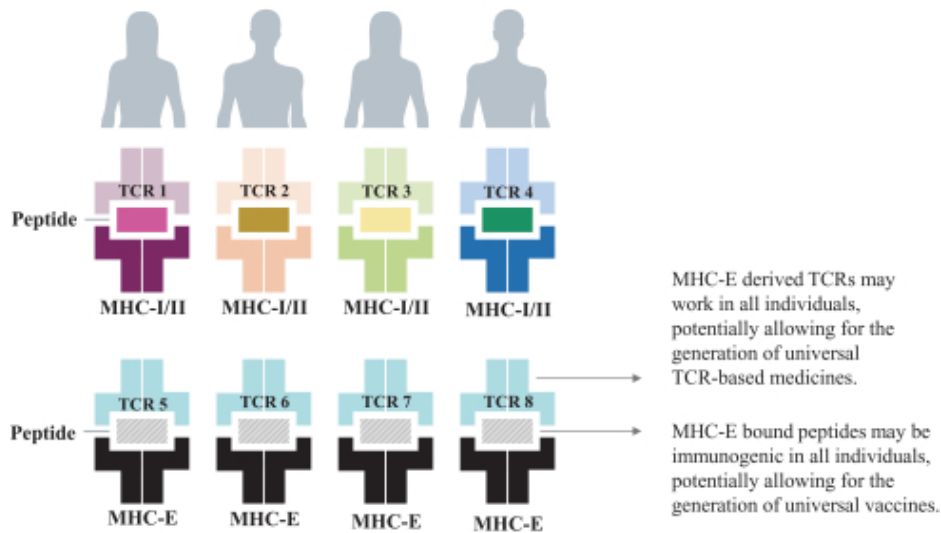 TCR 1
TCR 2
TCR 3
TCR 4
Peptide
MHC-I/II
MHC-I/II
MHC-I/II
MHC-I/II
MHC-E derived TCRs may
work in all individuals,
potentially allowing for the
generation of universal
TCR-based medicines.
TCR 5
TCR 6
TCR 7
TCR 8
Peptide
MHC-E bound peptides may be
immunogenic in all individuals,
potentially allowing for the
generation of universal vaccines.
MHC-E
MHC-E
MHC-E
MHC-E